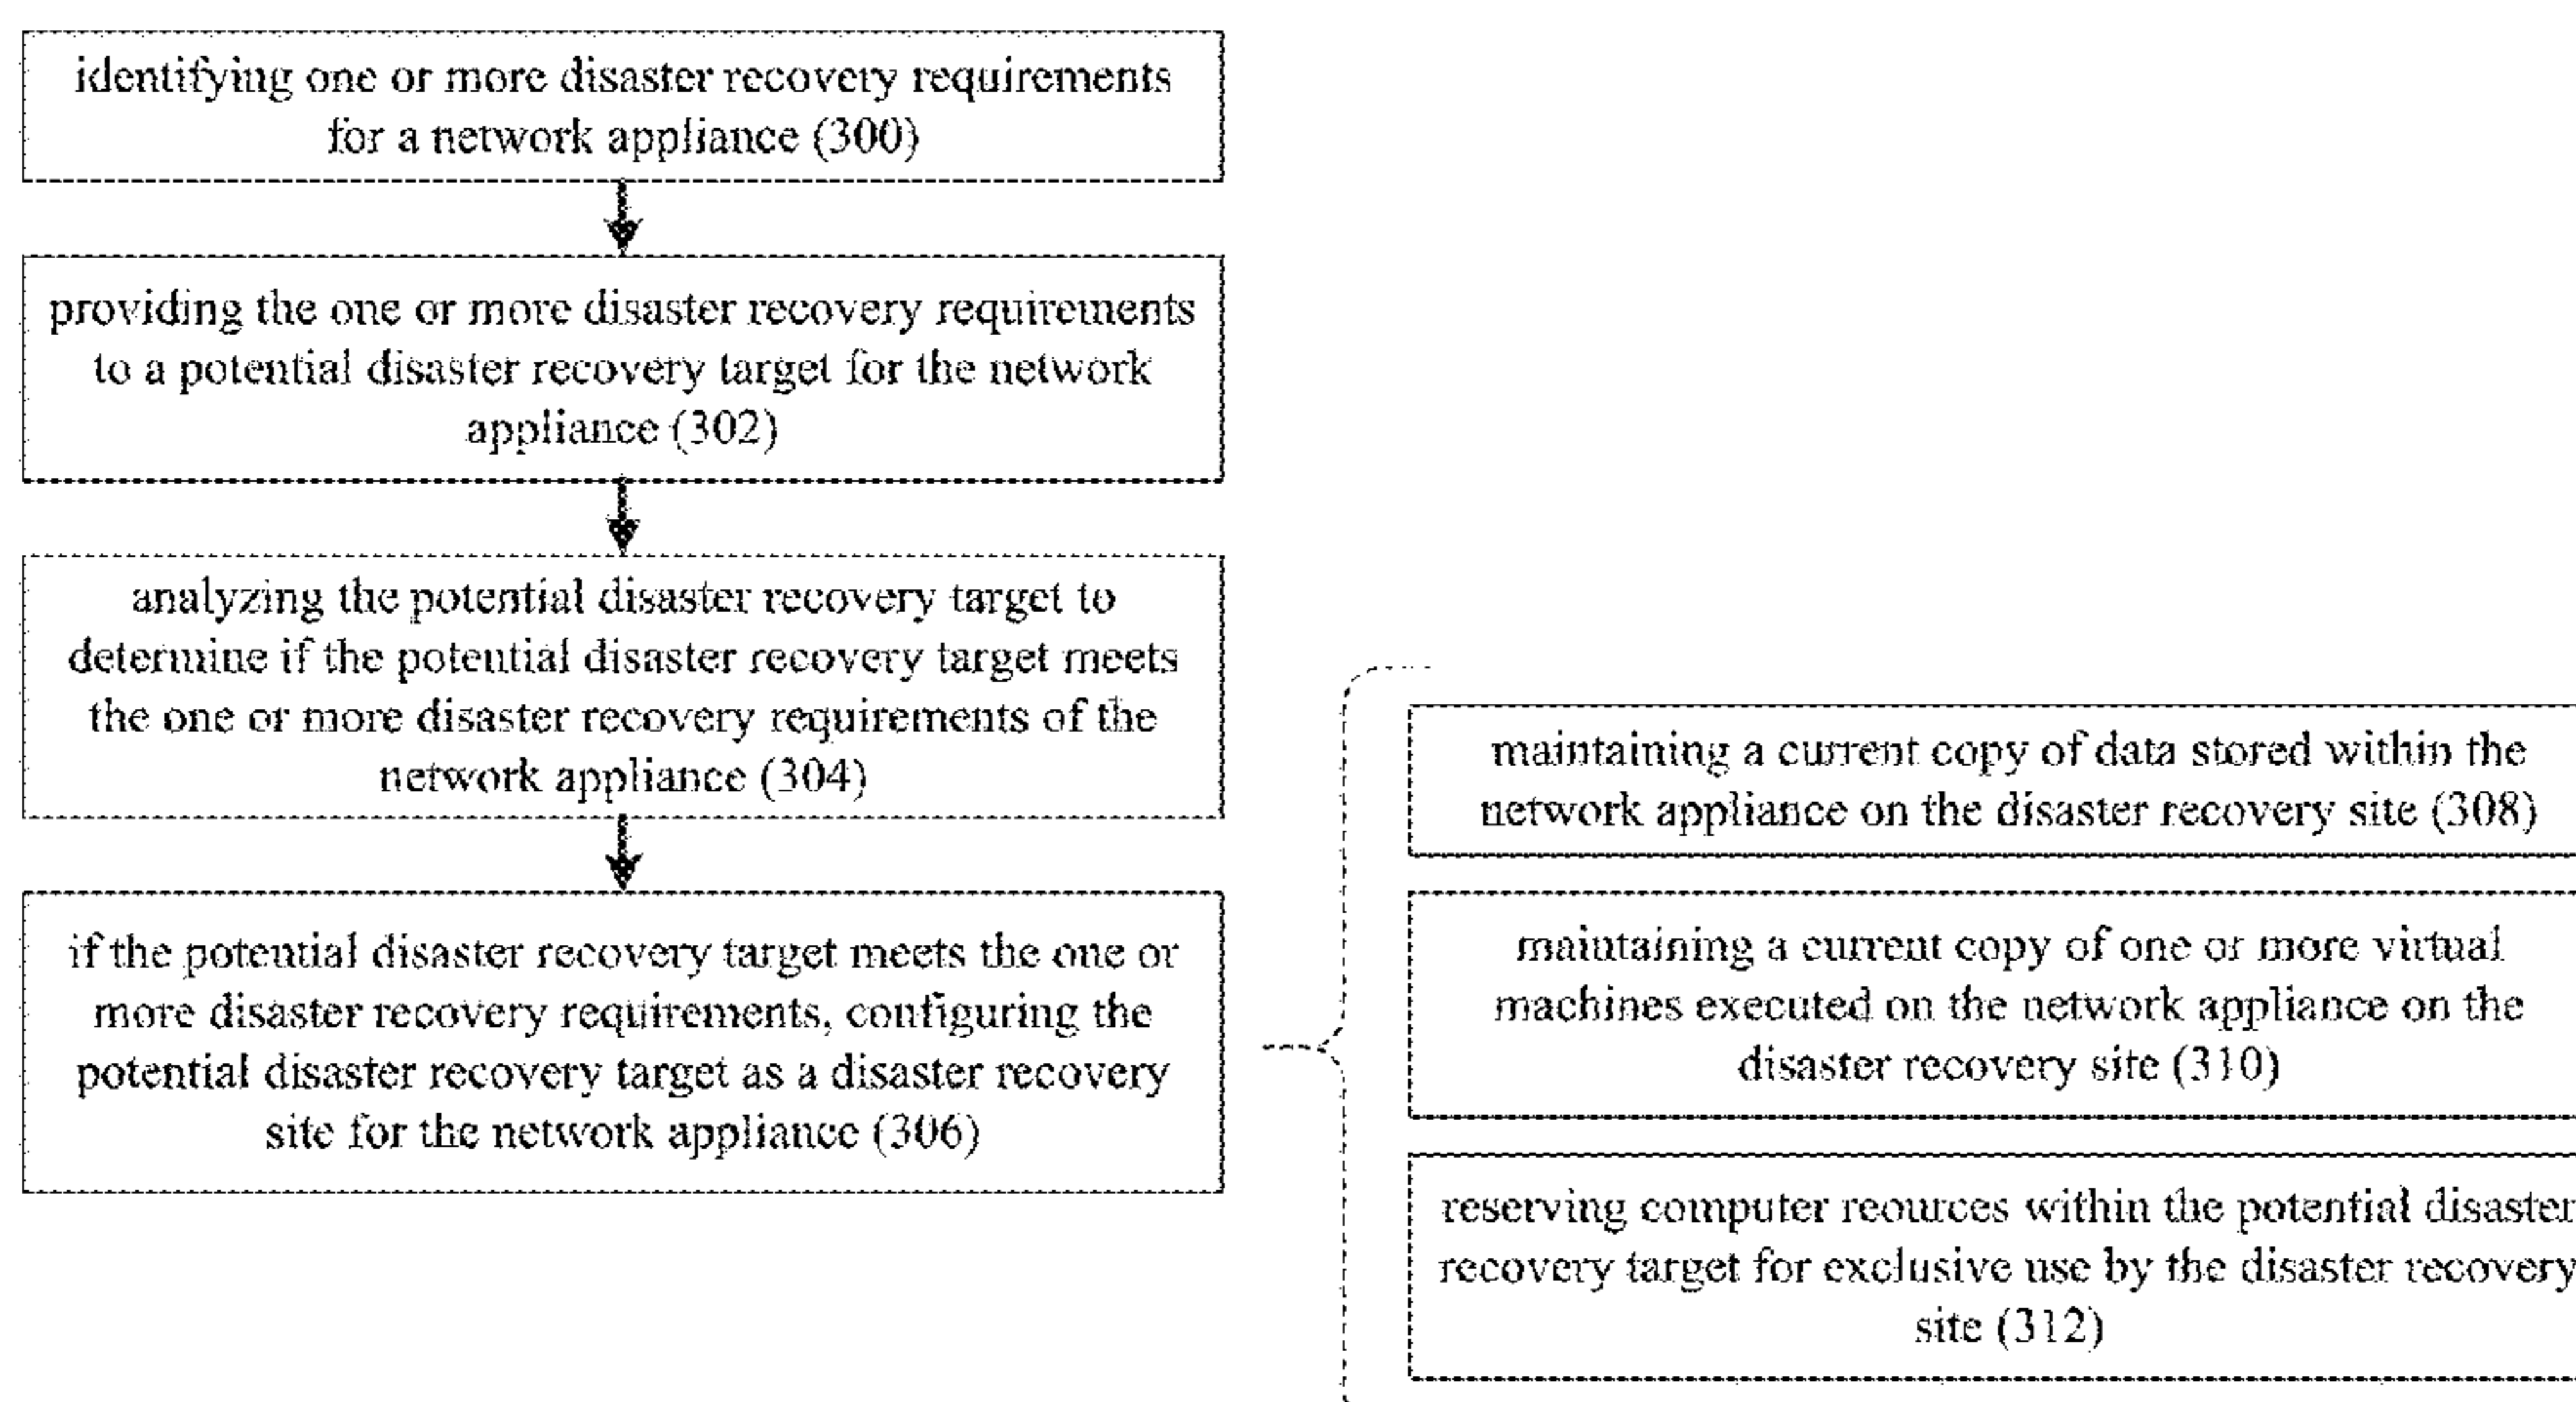 identifying one or more disaster recovery requirements
for a network appliance (300)
providing the one or more disaster recovery requirements
to a potential disaster recovery target for the network
appliance (302)
analyzing the potential disaster recovery target to
determine if the potential disaster recovery target meets
the one or more disaster recovery requirements of the
network appliance (304)
if the potential disaster recovery target meets the one or
more disaster recovery requirements, configuring the
potential disaster recovery target as a disaster recovery
site for the network appliance (306)
maintaining a current copy of data stored within the
network appliance on the disaster recovery site (308)
maintaining a current copy of one or more virtual
machines executed on the network appliance on the
disaster recovery site (310)
reserving computer reources within the potential disaster
recovery target for exclusive use by the disaster recovery
site (312)